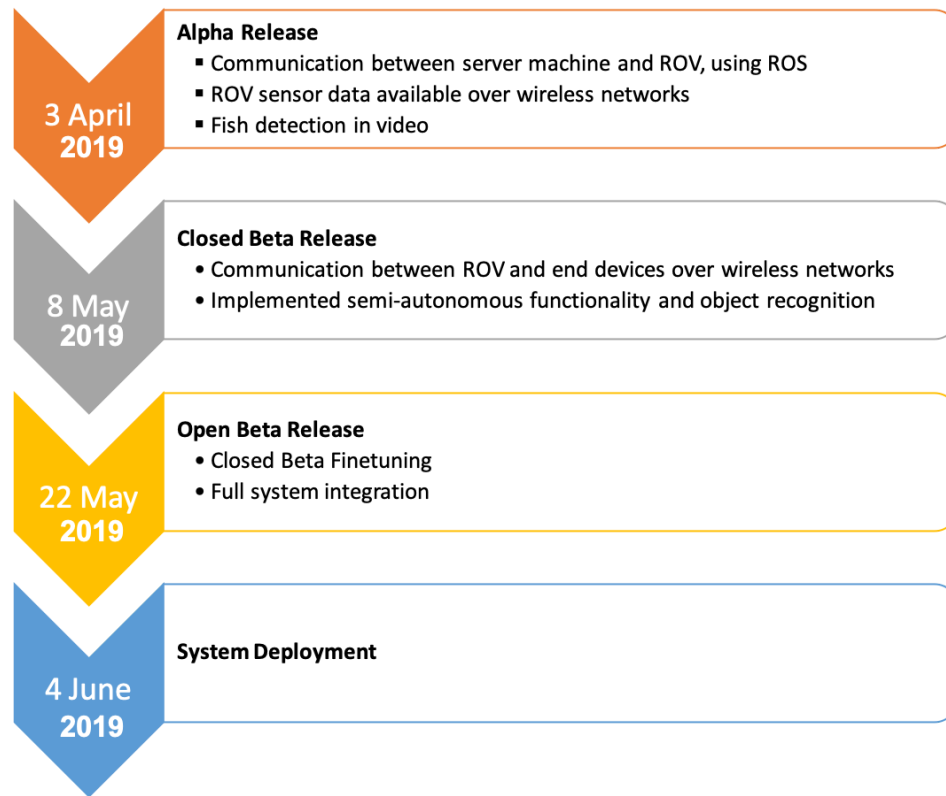 3 April
2019
Alpha Release
▪ Communication between server machine and ROV, using ROS
▪ ROV sensor data available over wireless networks
▪ Fish detection in video
8 May
2019
Closed Beta Release
• Communication between ROV and end devices over wireless networks
• Implemented semi-autonomous functionality and object recognition
22 May
2019
Open Beta Release
• Closed Beta Finetuning
• Full system integration
4 June
2019
System Deployment